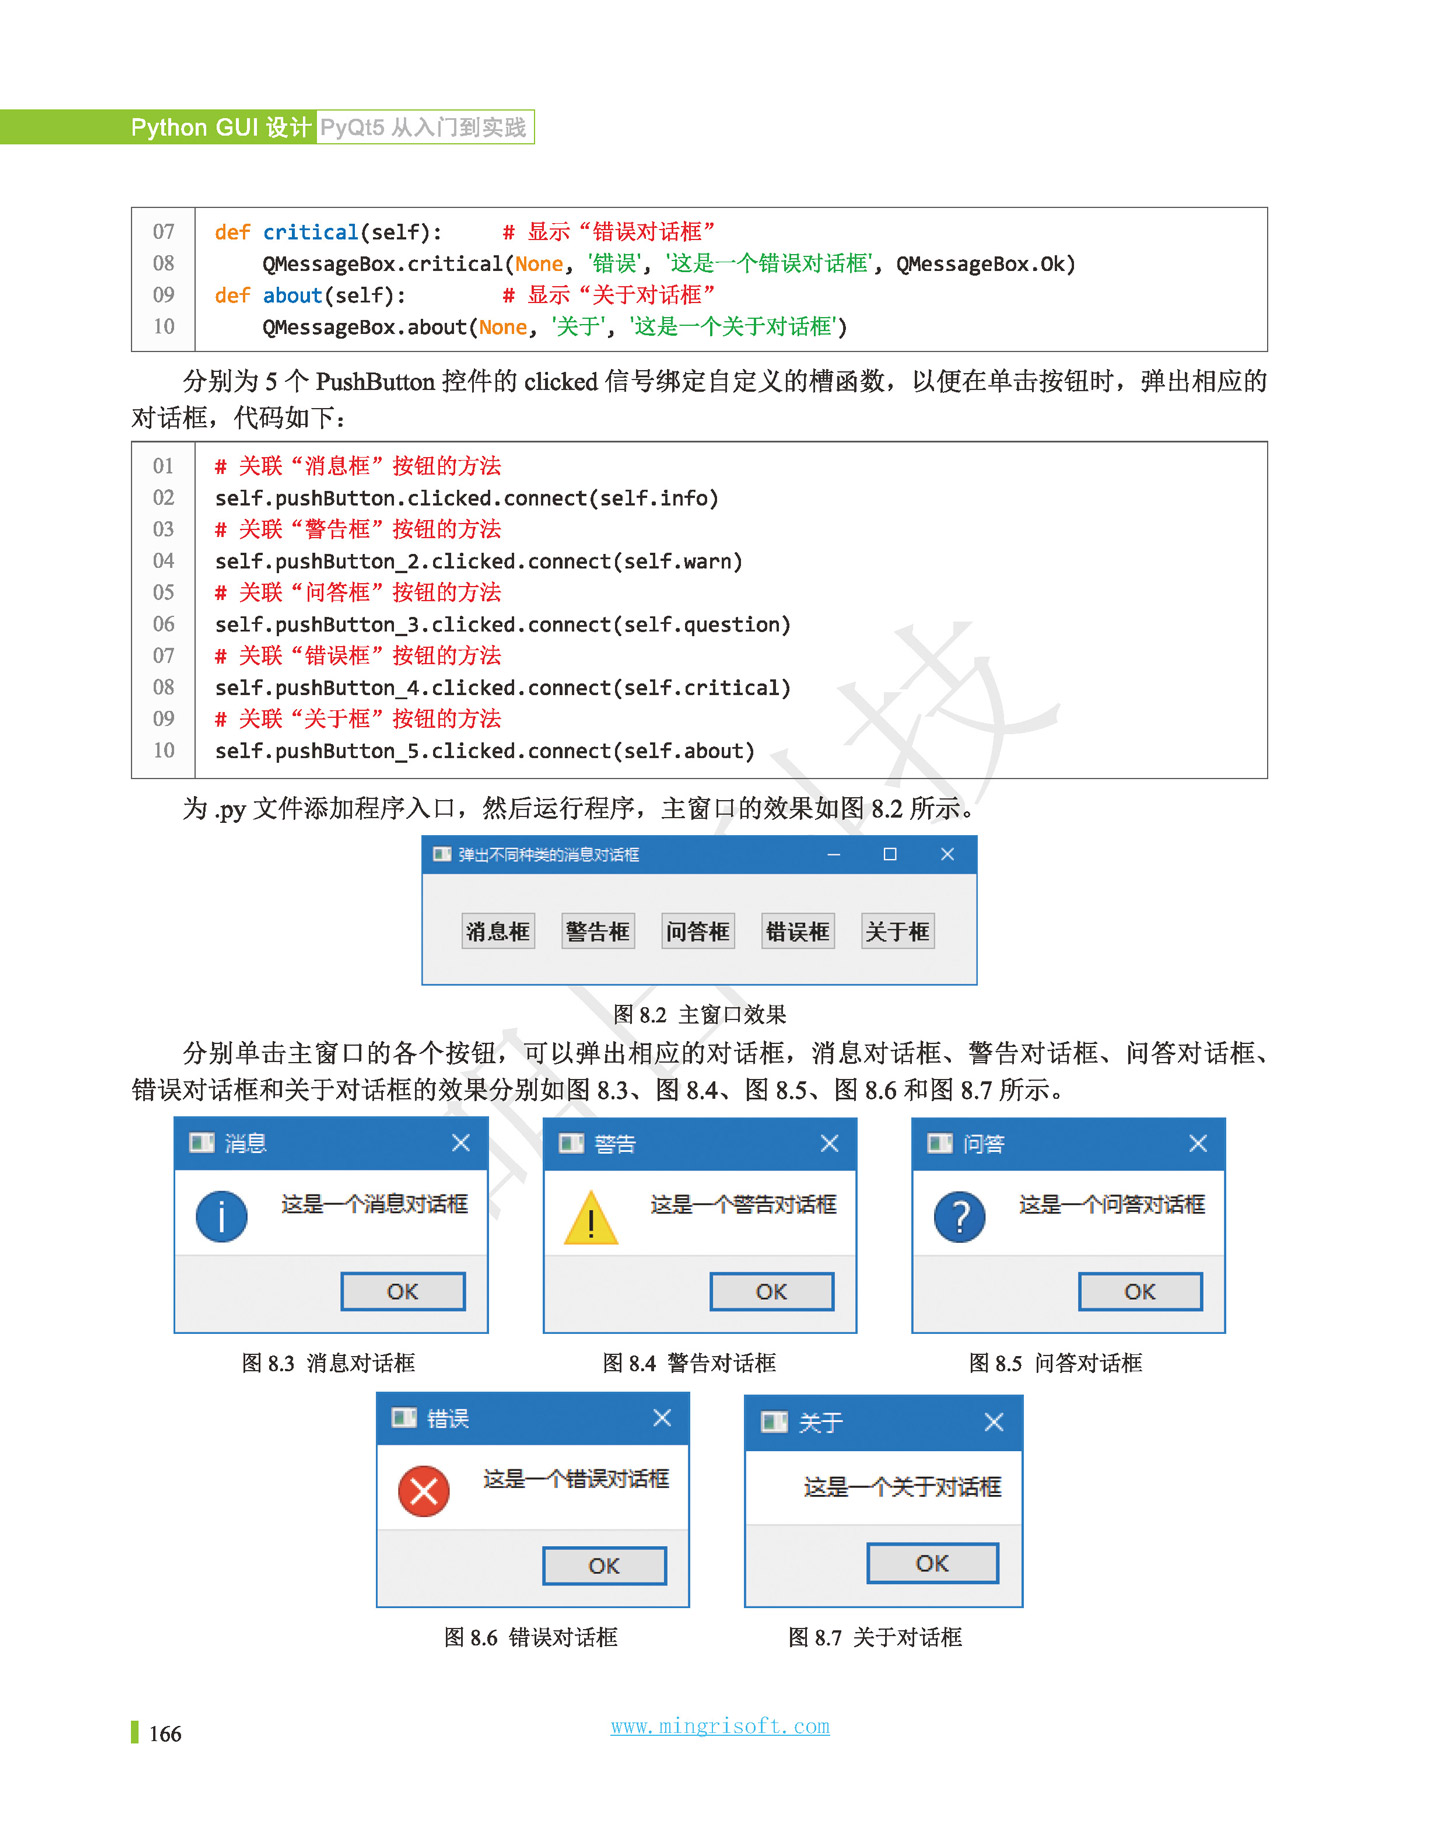 Python GUI 设计 PyQt5 从入门到实践
07 def critical(self): # 显示“错误对话框”
08 QMessageBox.critical(None, '错误', '这是一个错误对话框', QMessageBox.Ok)
09 def about(self): # 显示“关于对话框”
10 QMessageBox.about(None, '关于', '这是一个关于对话框')
分别为 5 个 PushButton 控件的 clicked 信号绑定自定义的槽函数，以便在单击按钮时，弹出相应的
对话框，代码如下：
01 # 关联“消息框”按钮的方法
02 self.pushButton.clicked.connect(self.info)
03 # 关联“警告框”按钮的方法
04 self.pushButton_2.clicked.connect(self.warn)
05 # 关联“问答框”按钮的方法
06 self.pushButton_3.clicked.connect(self.question)
07 # 关联“错误框”按钮的方法
08 self.pushButton_4.clicked.connect(self.critical)
09 # 关联“关于框”按钮的方法
10 self.pushButton_5.clicked.connect(self.about)
为 .py 文件添加程序入口，然后运行程序，主窗口的效果如图 8.2 所示。
弹出不同种类的消息对话框
消息框 警告框 问答框 错误框 关于框
图 8.2 主窗口效果
分别单击主窗口的各个按钮，可以弹出相应的对话框，消息对话框、警告对话框、问答对话框、
错误对话框和关于对话框的效果分别如图 8.3、图 8.4、图 8.5、图 8.6 和图 8.7 所示。
消息
这是一个消息对话框
OK
图 8.3 消息对话框
警告
这是一个警告对话框
OK
图 8.4 警告对话框
问答
这是一个问答对话框
OK
图 8.5 问答对话框
错误
这是一个错误对话框
OK
图 8.6 错误对话框
关于
这是一个关于对话框
OK
图 8.7 关于对话框
166
www.mingrisoft.com